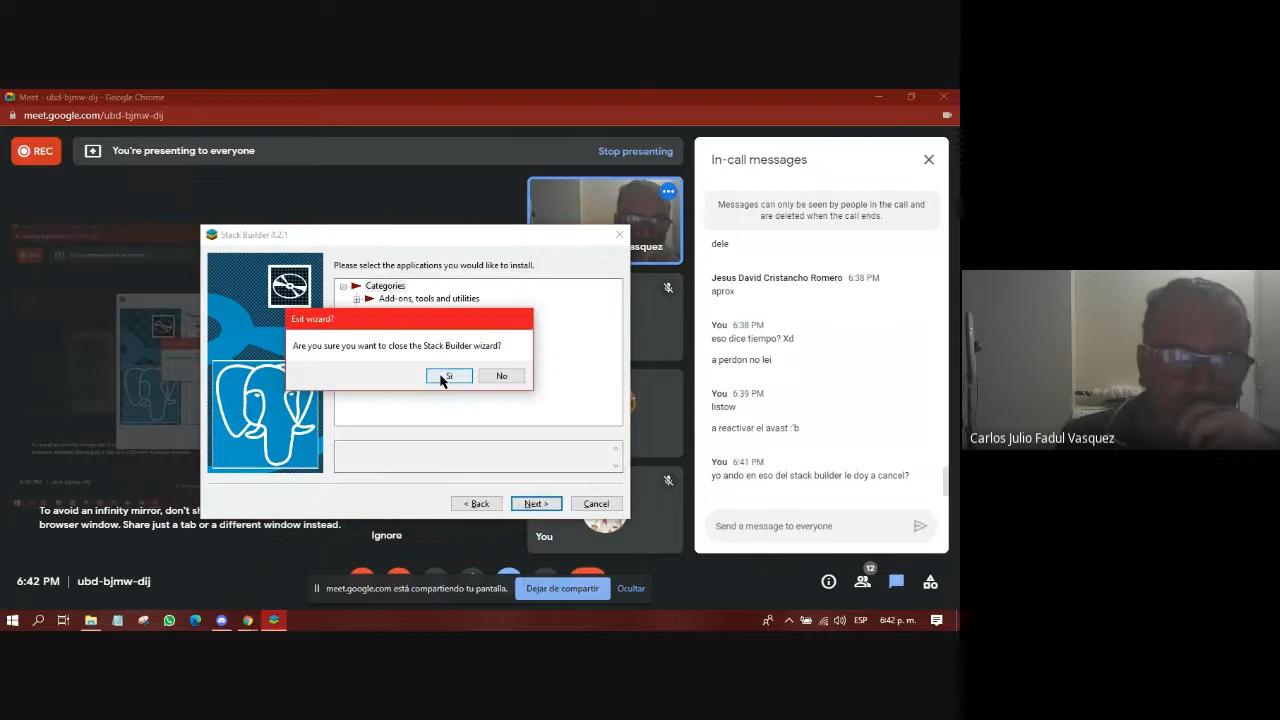 Meet - ubd-bjmw-dij - Google Chrome
meet.google.com/ubd-bjmw-dij
REC
You're presenting to everyone
Stop presenting
In-call messages
Messages can only be seen by people in the call and
are deleted when the call ends.
dele
Jesus David Cristancho Romero 6:38 PM
aprox
You 6:38 PM
eso dice tiempo? Xd
a perdon no lei
You 6:39 PM
listow
a reactivar el avast :'b
You 6:41 PM
yo ando en eso del stack builder le doy a cancel?
Send a message to everyone
asquez
Stack Builder 4.2.1
Please select the applications you would like to install.
Categories
Add-ons, tools and utilities
Exit wizard?
Are you sure you want to close the Stack Builder wizard?
Sí
No
< Back
Next >
Cancel
To avoid an infinity mirror, don't sh
browser window. Share just a tab or a different window instead.
Ignore
You
6:42 PM | ubd-bjmw-dij
meet.google.com está compartiendo tu pantalla.
Dejar de compartir
Ocultar
12
ESP
6:42 p. m.
Carlos Julio Fadul Vasquez